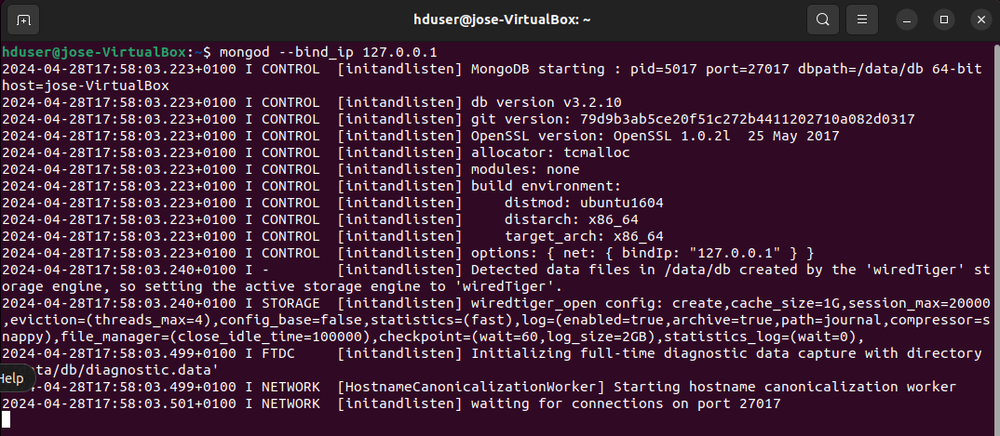 hduser@jose-VirtualBox: ~
hduser@jose-VirtualBox:~$ mongod --bind_ip 127.0.0.1
2024-04-28T17:58:03.223+0100 I CONTROL  [initandlisten] MongoDB starting : pid=5017 port=27017 dbpath=/data/db 64-bit
host=jose-VirtualBox
2024-04-28T17:58:03.223+0100 I CONTROL  [initandlisten] db version v3.2.10
2024-04-28T17:58:03.223+0100 I CONTROL  [initandlisten] git version: 79d9b3ab5ce20f51c272b4411202710a082d0317
2024-04-28T17:58:03.223+0100 I CONTROL  [initandlisten] OpenSSL version: OpenSSL 1.0.2l  25 May 2017
2024-04-28T17:58:03.223+0100 I CONTROL  [initandlisten] allocator: tcmalloc
2024-04-28T17:58:03.223+0100 I CONTROL  [initandlisten] modules: none
2024-04-28T17:58:03.223+0100 I CONTROL  [initandlisten] build environment:
2024-04-28T17:58:03.223+0100 I CONTROL  [initandlisten]     distmod: ubuntu1604
2024-04-28T17:58:03.223+0100 I CONTROL  [initandlisten]     distarch: x86_64
2024-04-28T17:58:03.223+0100 I CONTROL  [initandlisten]     target_arch: x86_64
2024-04-28T17:58:03.223+0100 I CONTROL  [initandlisten] options: { net: { bindIp: "127.0.0.1" } }
2024-04-28T17:58:03.240+0100 I -        [initandlisten] Detected data files in /data/db created by the 'wiredTiger' st
orage engine, so setting the active storage engine to 'wiredTiger'.
2024-04-28T17:58:03.240+0100 I STORAGE  [initandlisten] wiredtiger_open config: create,cache_size=1G,session_max=20000
,eviction=(threads_max=4),config_base=false,statistics=(fast),log=(enabled=true,archive=true,path=journal,compressor=s
nappy),file_manager=(close_idle_time=100000),checkpoint=(wait=60,log_size=2GB),statistics_log=(wait=0),
2024-04-28T17:58:03.499+0100 I FTDC     [initandlisten] Initializing full-time diagnostic data capture with directory
ta/db/diagnostic.data'
Help
4-28T17:58:03.499+0100 I NETWORK  [HostnameCanonicalizationWorker] Starting hostname canonicalization worker
2024-04-28T17:58:03.501+0100 I NETWORK  [initandlisten] waiting for connections on port 27017